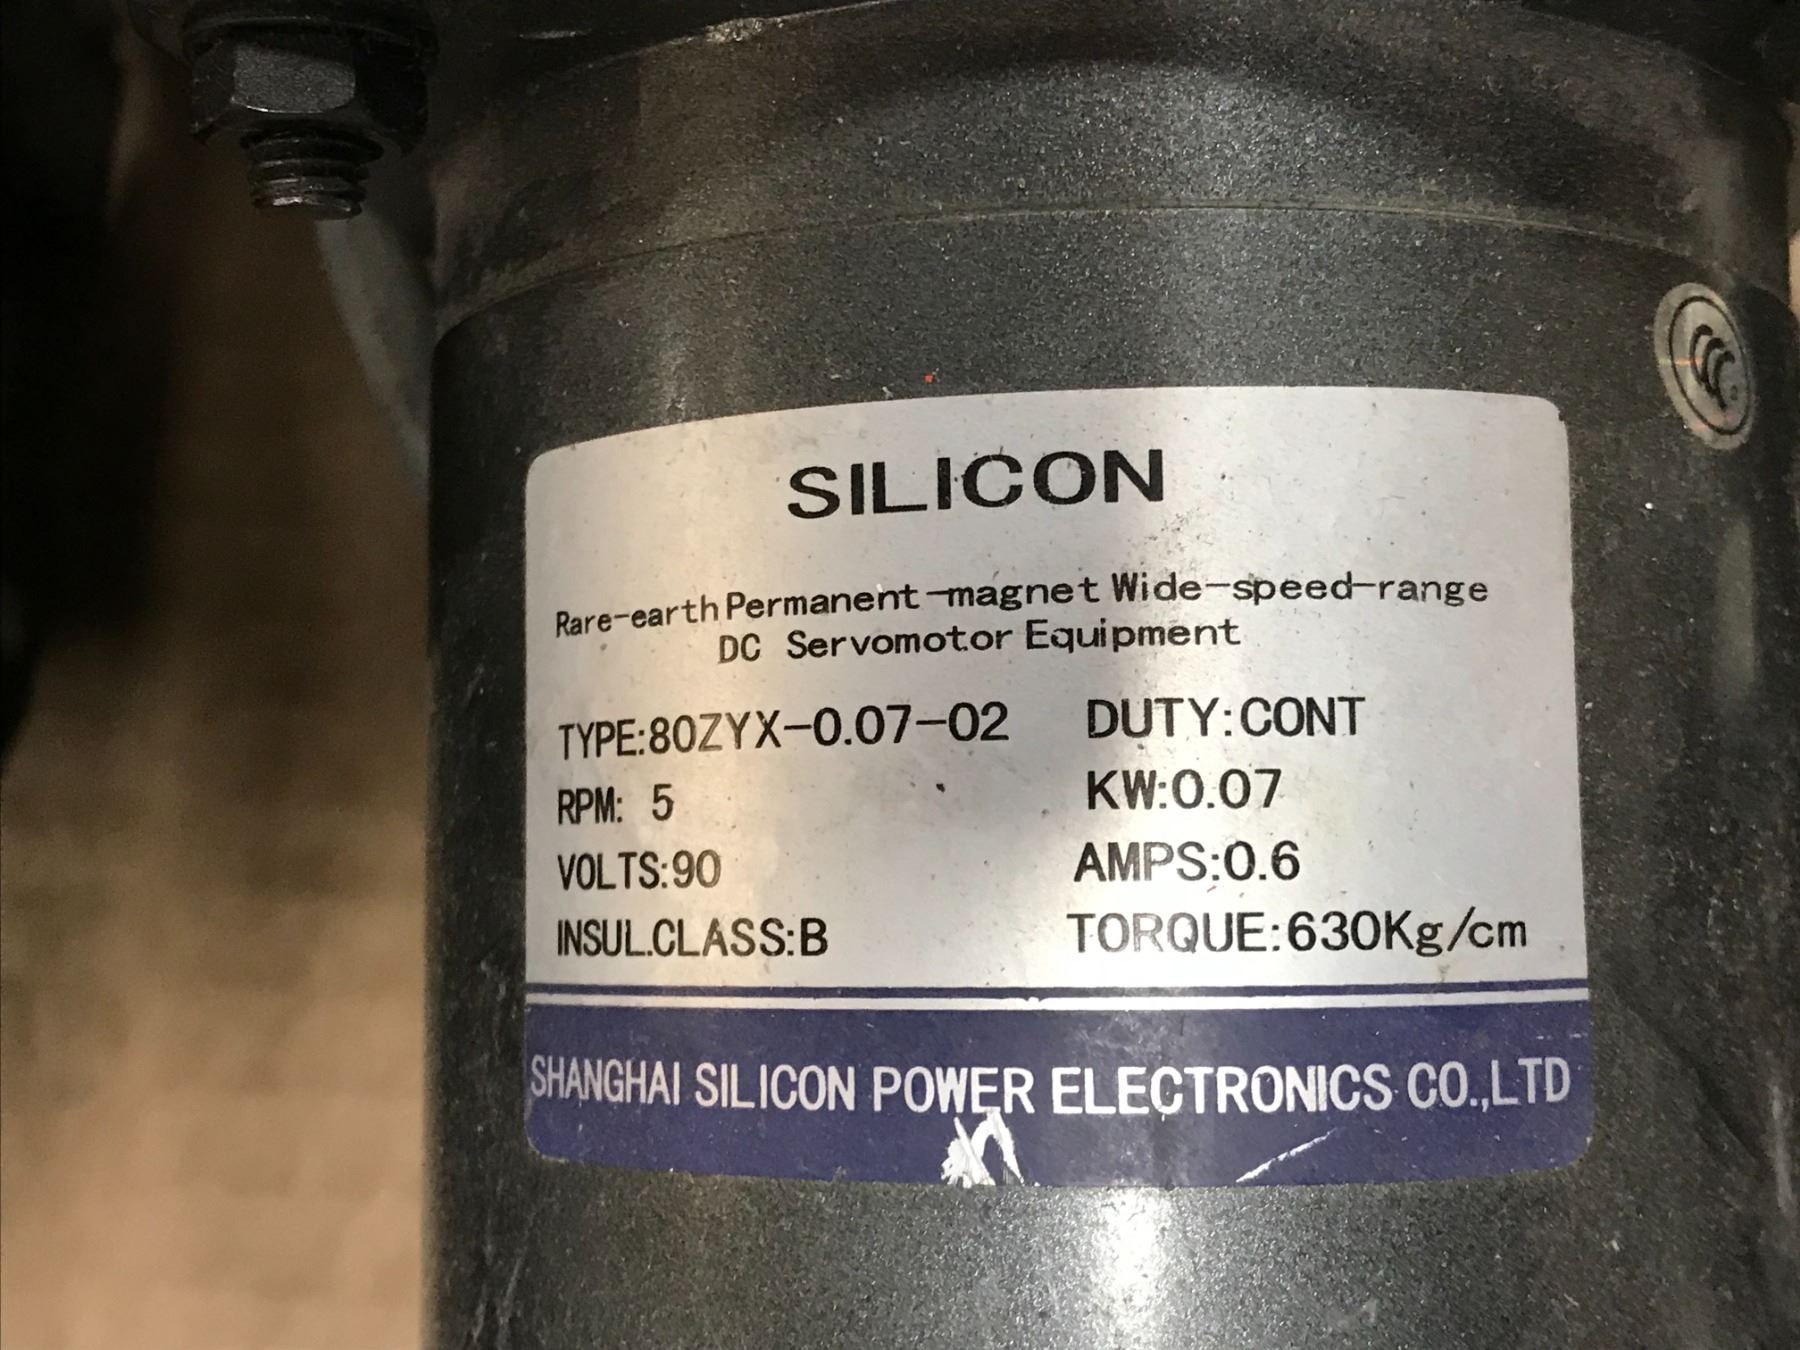 SILICON
Rare-earth Permanent-magnet Wide-speed-range
DC Servomotor Equipment
TYPE:80ZYX-0.07-02 DUTY:CONT
RPM: 5 KW:0.07
VOLTS:90 AMPS:0.6
INSUL.CLASS:B TORQUE:630Kg/cm
SHANGHAI SILICON POWER ELECTRONICS CO.,LTD